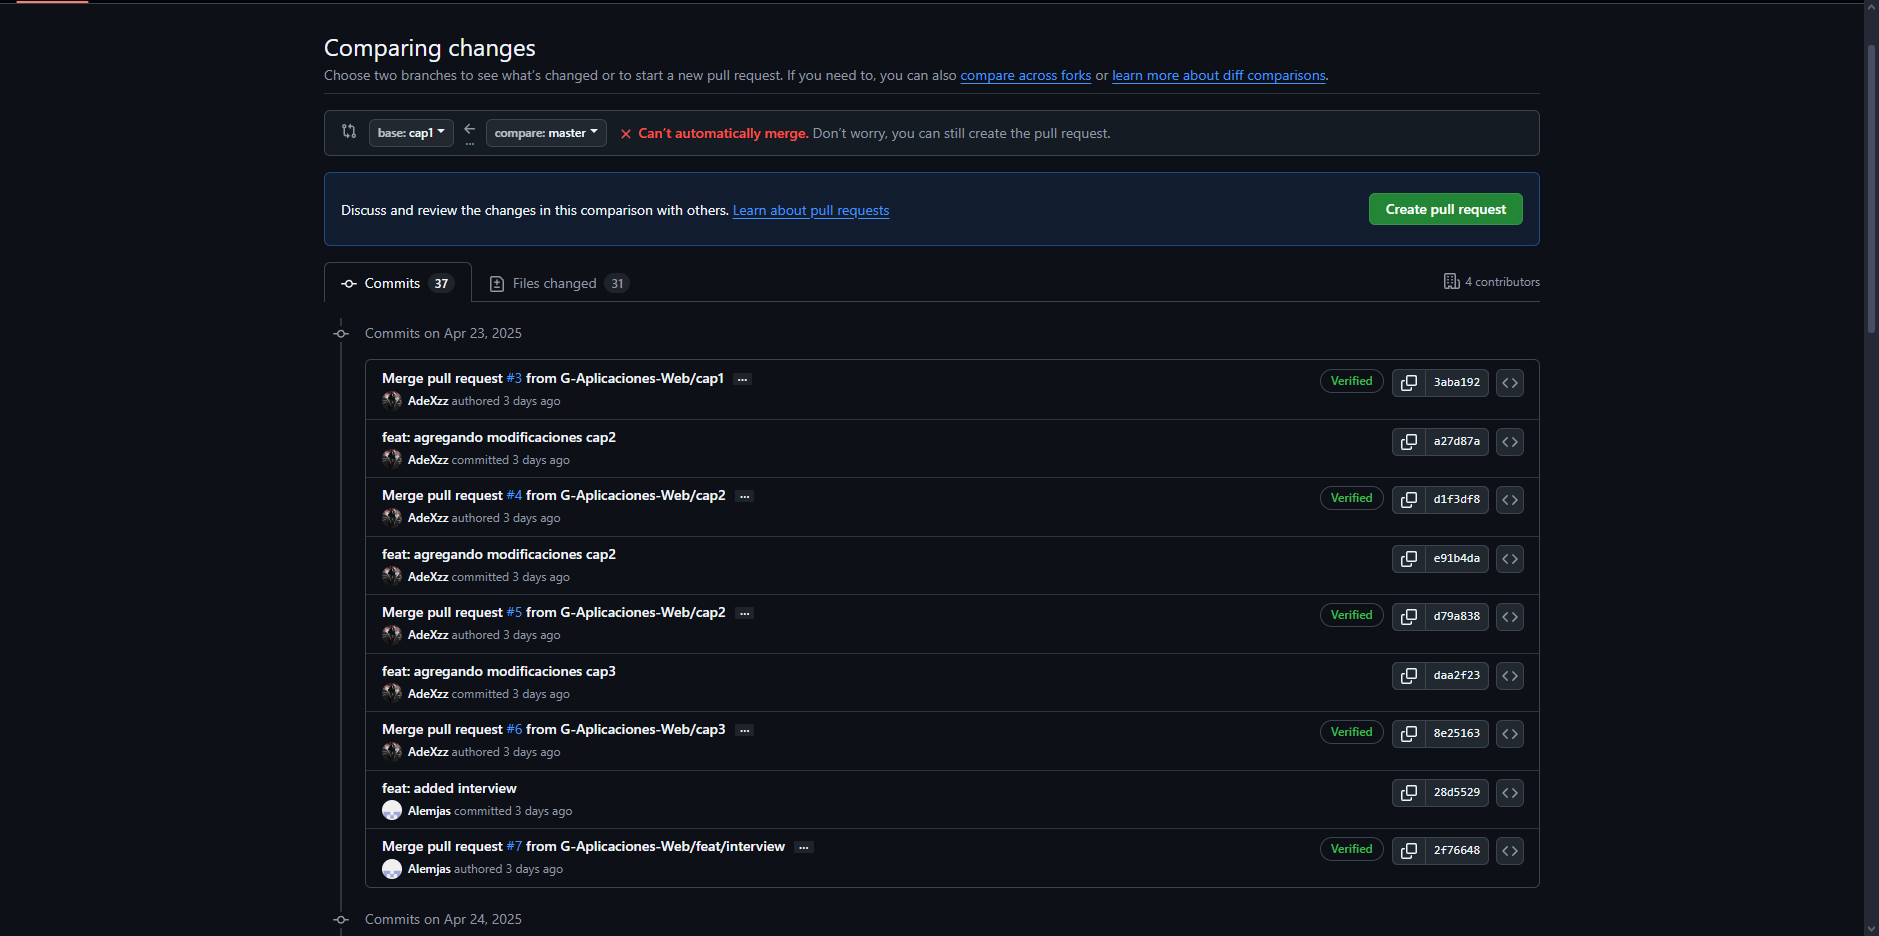 Comparing changes
Choose two branches to see what's changed or to start a new pull request. If you need to, you can also compare across forks or learn more about diff comparisons.
base: cap1 ... compare: master Can't automatically merge. Don't worry, you can still create the pull request.
Discuss and review the changes in this comparison with others. Learn about pull requests Create pull request
Commits 37 Files changed 31 4 contributors
Commits on Apr 23, 2025
Merge pull request #3 from G-Aplicaciones-Web/cap1 ... Verified 3aba192
AdeXzz authored 3 days ago
feat: agregando modificaciones cap2 a27d87a
AdeXzz committed 3 days ago
Merge pull request #4 from G-Aplicaciones-Web/cap2 ... Verified d1f3df8
AdeXzz authored 3 days ago
feat: agregando modificaciones cap2 e91b4da
AdeXzz committed 3 days ago
Merge pull request #5 from G-Aplicaciones-Web/cap2 ... Verified d79a838
AdeXzz authored 3 days ago
feat: agregando modificaciones cap3 daa2f23
AdeXzz committed 3 days ago
Merge pull request #6 from G-Aplicaciones-Web/cap3 ... Verified 8e25163
AdeXzz authored 3 days ago
feat: added interview 28d5529
Alemjas committed 3 days ago
Merge pull request #7 from G-Aplicaciones-Web/feat/interview ... Verified 2f76648
Alemjas authored 3 days ago
Commits on Apr 24, 2025